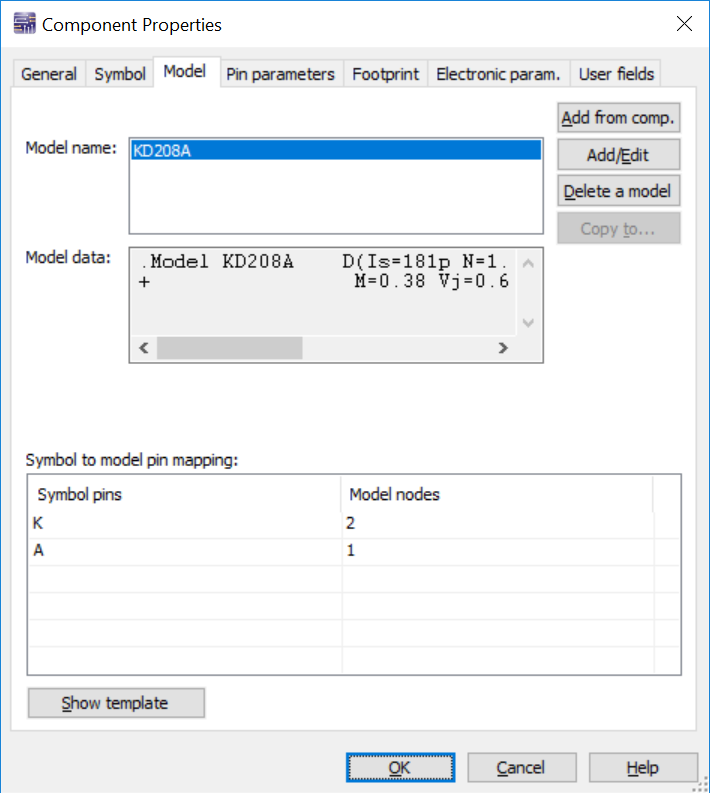 Component Properties
General Symbol Model Pin parameters Footprint Electronic param. User fields
Add from comp.
Model name: KD208A
Add/Edit
Delete a model
Copy to...
Model data: .Model KD208A D(Is=181p N=1.
+ M=0.38 Vj=0.6
Symbol to model pin mapping:
Symbol pins Model nodes
K 2
A 1
Show template
OK Cancel Help